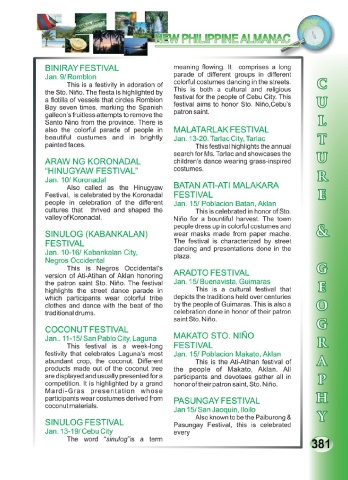 NEW PHILIPPINE ALMANAC
BINIRAY FESTIVAL
Jan. 9/ Romblon
This is a festivity in adoration of
the Sto. Niño. The fiesta is highlighted by
a flotilla of vessels that circles Romblon
Bay seven times, marking the Spanish
galleon's fruitless attempts to remove the
Santo Nino from the province. There is
also the colorful parade of people in
beautiful costumes and in brightly
painted faces.
ARAW NG KORONADAL
"HINUGYAW FESTIVAL"
Jan. 10/ Koronadal
Also called as the Hinugyaw
Festival, is celebrated by the Koronadal
people in celebration of the different
cultures that thrived and shaped the
valley of Koronadal.
SINULOG (KABANKALAN)
FESTIVAL
Jan. 10-16/ Kabankalan City,
Negros Occidental
This is Negros Occidental's
version of Ati-Atihan of Aklan honoring
the patron saint Sto. Niño. The festival
highlights the street dance parade in
which participants wear colorful tribe
clothes and dance with the beat of the
traditional drums.
COCONUT FESTIVAL
Jan.. 11-15/ San Pablo City, Laguna
This festival is a week-long
festivity that celebrates Laguna's most
abundant crop, the coconut. Different
products made out of the coconut tree
are displayed and usually presented for a
competition. It is highlighted by a grand
Mardi-Gras presentation whose
participants wear costumes derived from
coconut materials.
SINULOG FESTIVAL
Jan. 13-19/ Cebu City
The word "sinulog"is a term
meaning flowing. It comprises a long
parade of different groups in different
colorful costumes dancing in the streets.
This is both a cultural and religious
festival for the people of Cebu City. This
festival aims to honor Sto. Niño,Cebu's
patron saint.
MALATARLAK FESTIVAL
Jan. 13-20. Tarlac City, Tarlac
This festival highlights the annual
search for Ms. Tarlac and showcases the
children's dance wearing grass-inspired
costumes.
BATAN ATI-ATI MALAKARA
FESTIVAL
Jan. 15/ Poblacion Batan, Aklan
This is celebrated in honor of Sto.
Niño for a bountiful harvest. The town
people dress up in colorful costumes and
wear masks made from paper mache.
The festival is characterized by street
dancing and presentations done in the
plaza.
ARADTO FESTIVAL
Jan. 15/ Buenavista, Guimaras
This is a cultural festival that
depicts the traditions held over centuries
by the people of Guimaras. This is also a
celebration done in honor of their patron
saint Sto. Niño.
MAKATO STO. NIÑO
FESTIVAL
Jan. 15/ Poblacion Makato, Aklan
This is the Ati-Atihan festival of
the people of Makato, Aklan. All
participants and devotees gather all in
honor of their patron saint, Sto. Niño.
PASUNGAY FESTIVAL
Jan 15/ San Jaoquin, Iloilo
Also known to be the Paiburong &
Pasungay Festival, this is celebrated
every
CULTURE & GEOGRAPHY
381